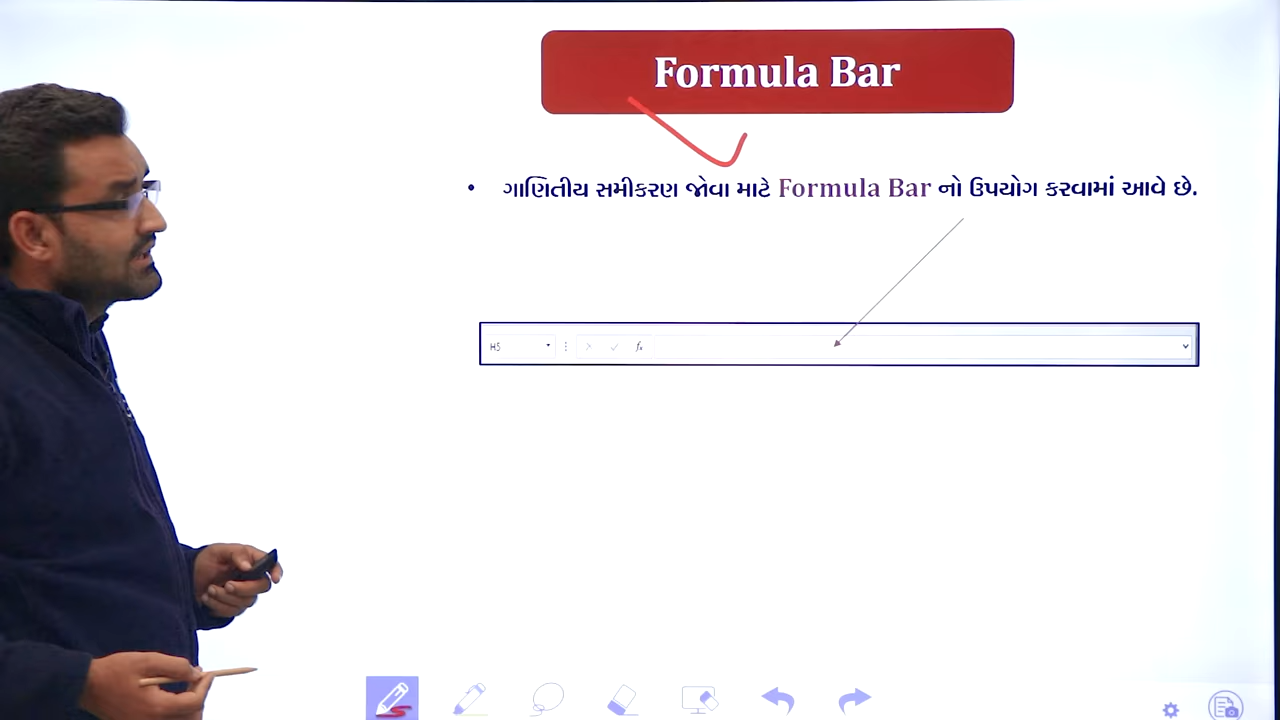 Formula Bar
• ગાણિતીય સમીકરણ જોવા માટે Formula Bar નો ઉપયોગ કરવામાં આવે છે.
H5 fx